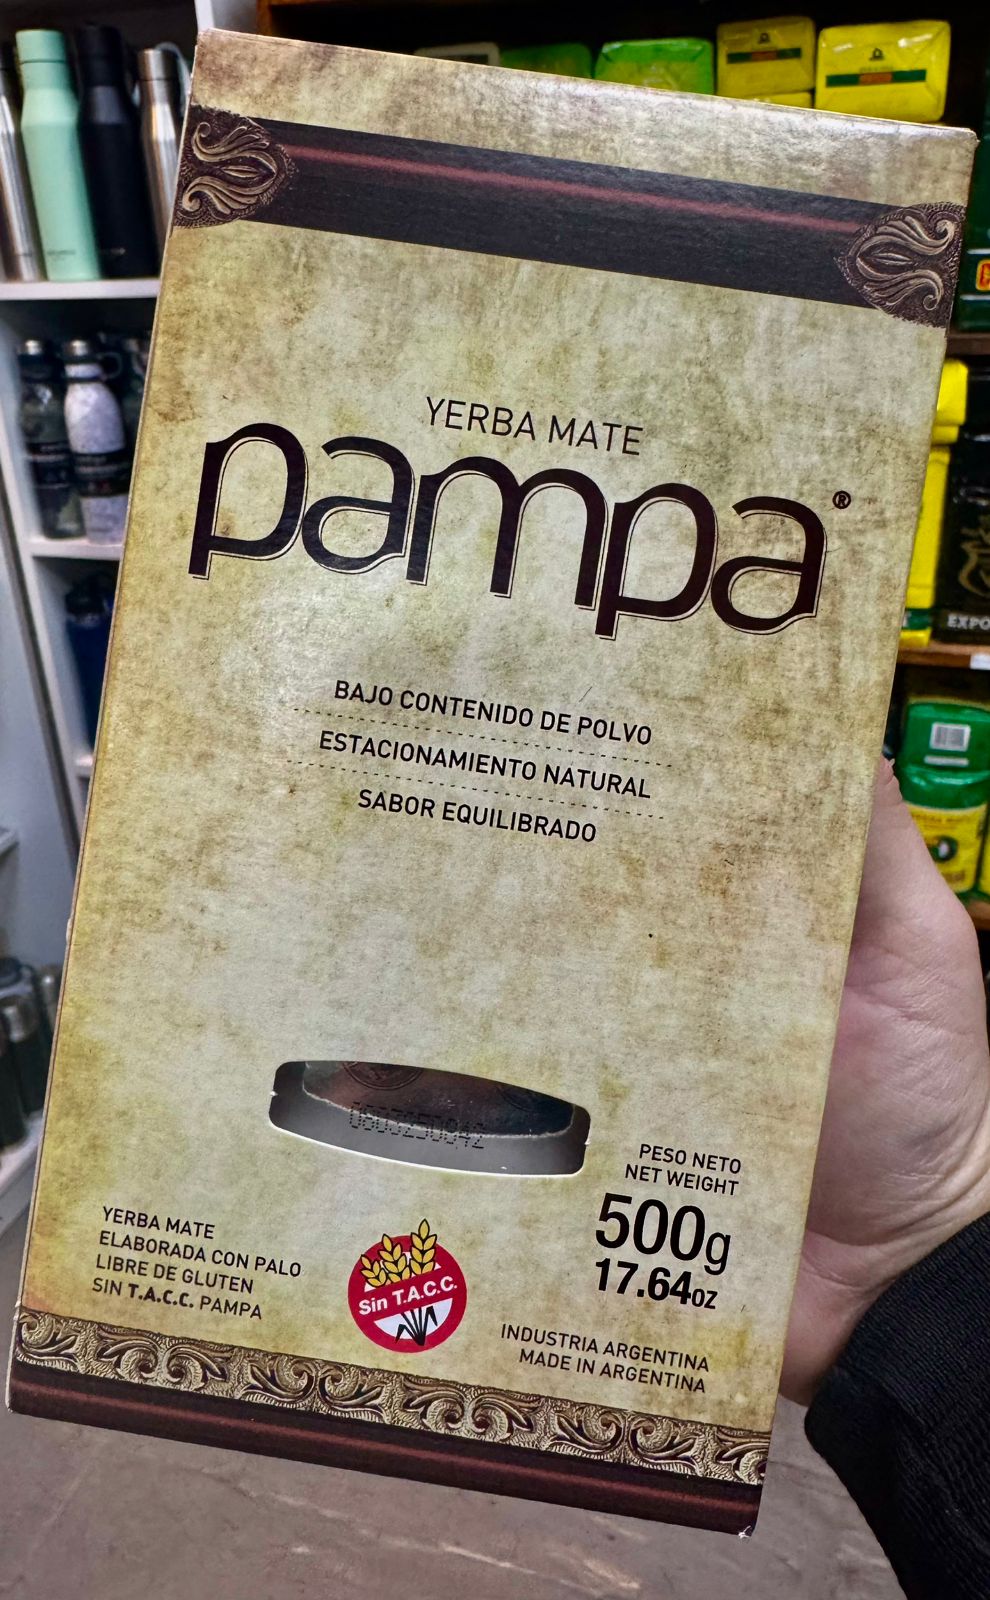 YERBA MATE
pampa®
BAJO CONTENIDO DE POLVO
ESTACIONAMIENTO NATURAL
SABOR EQUILIBRADO
PESO NETO
NET WEIGHT
500g
17.64oz
YERBA MATE
ELABORADA CON PALO
LIBRE DE GLUTEN
SIN T.A.C.C. PAMPA
Sin T.A.C.C.
INDUSTRIA ARGENTINA
MADE IN ARGENTINA
EXPO